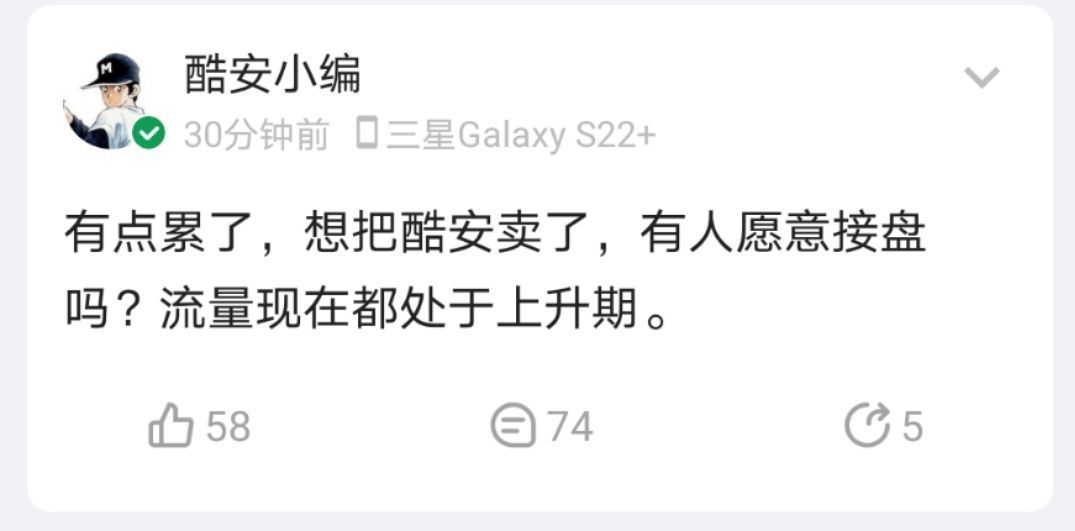 M
酷安小编
30分钟前 三星Galaxy S22+
有点累了，想把酷安卖了，有人愿意接盘
吗？流量现在都处于上升期。
58 74 5